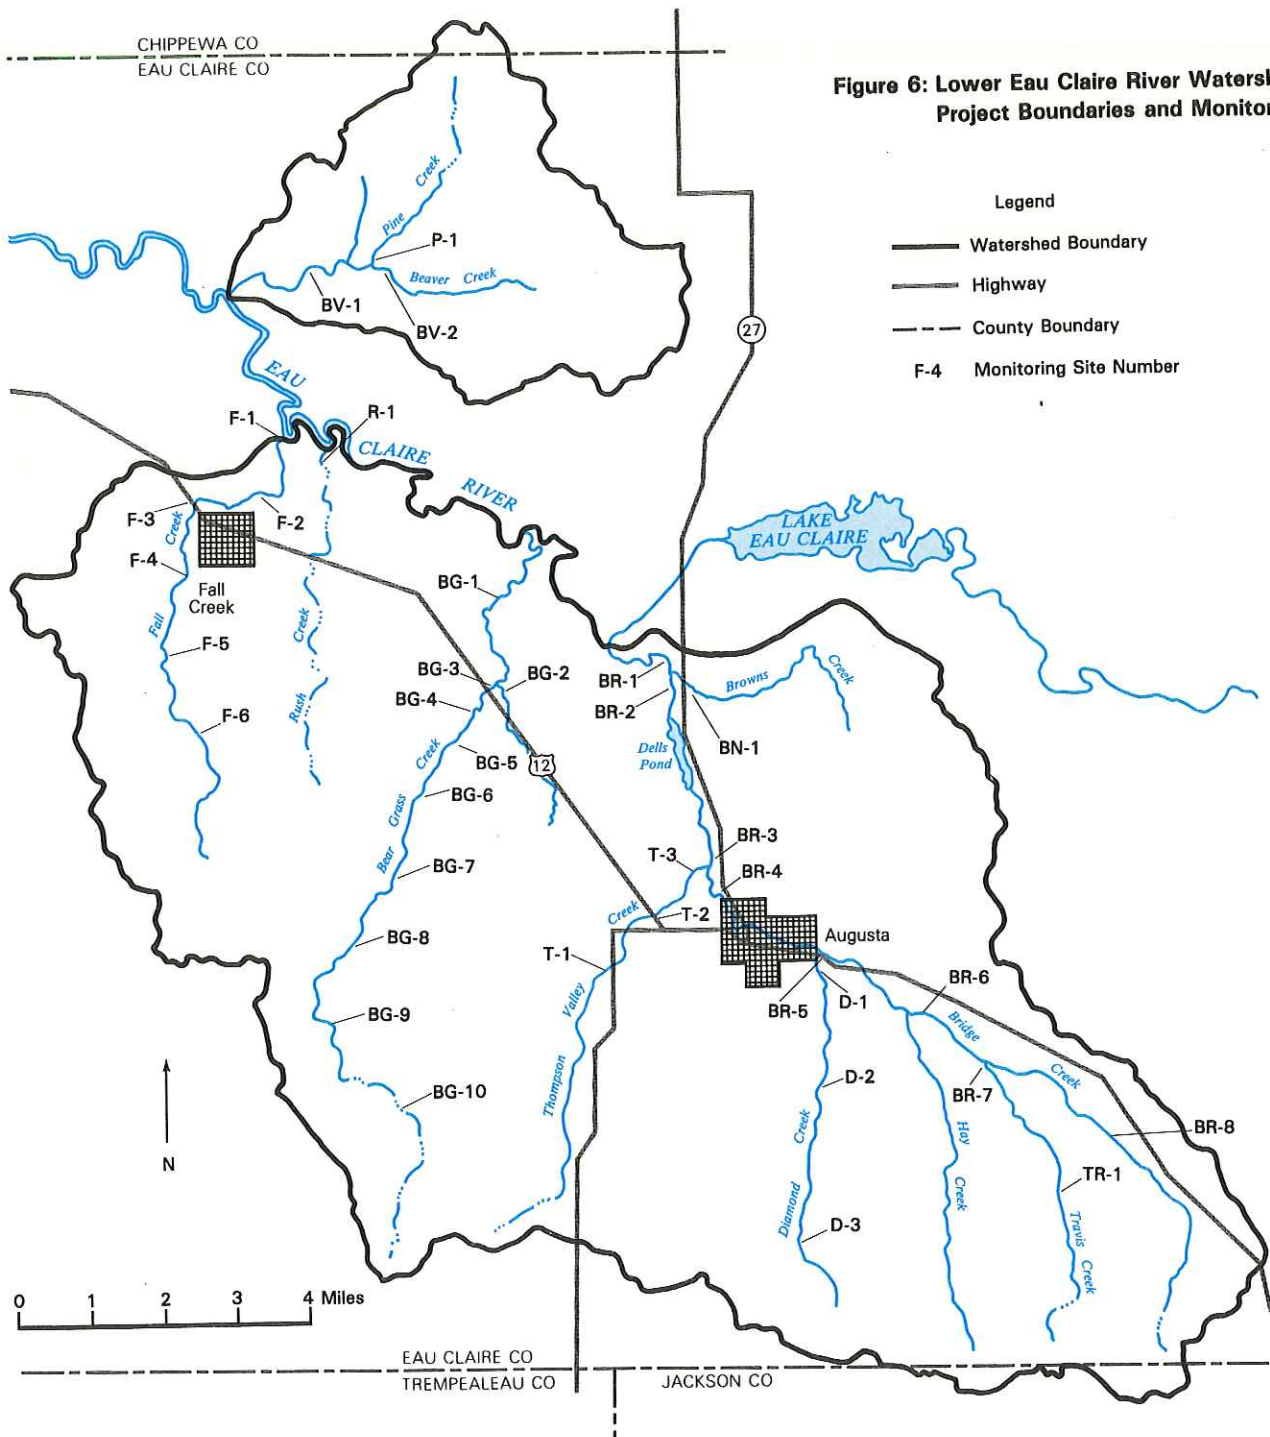 CHIPPEWA CO
EAU CLAIRE CO
Figure 6: Lower Eau Claire River
Project Boundaries and
Legend
Watershed Boundary
Highway
County Boundary
F-4 Monitoring Site Number
Pine
Creek
P-1
Beaver Creek
BV-1
BV-2
27
EAU
CLAIRE
RIVER
F-1
R-1
F-3
F-2
Creek
F-4
Fall
Creek
Fall
F-5
F-6
Creek
Rush
LAKE
EAU CLAIRE
BG-1
BG-3
BG-2
BG-4
BG-5
12
BG-6
Creek
Grass
Bear
BG-7
BG-8
BG-9
BG-10
BR-1
BR-2
Browns
Creek
BN-1
Dells
Pond
BR-3
T-3
BR-4
T-2
Creek
T-1
Valley
Thompson
Augusta
BR-5
D-1
BR-6
Bridge
Creek
D-2
BR-7
BR-8
Creek
Diamond
D-3
Hay
Creek
TR-1
Travis
Creek
N
0 1 2 3 4 Miles
EAU CLAIRE CO
TREMPEALEAU CO
JACKSON CO